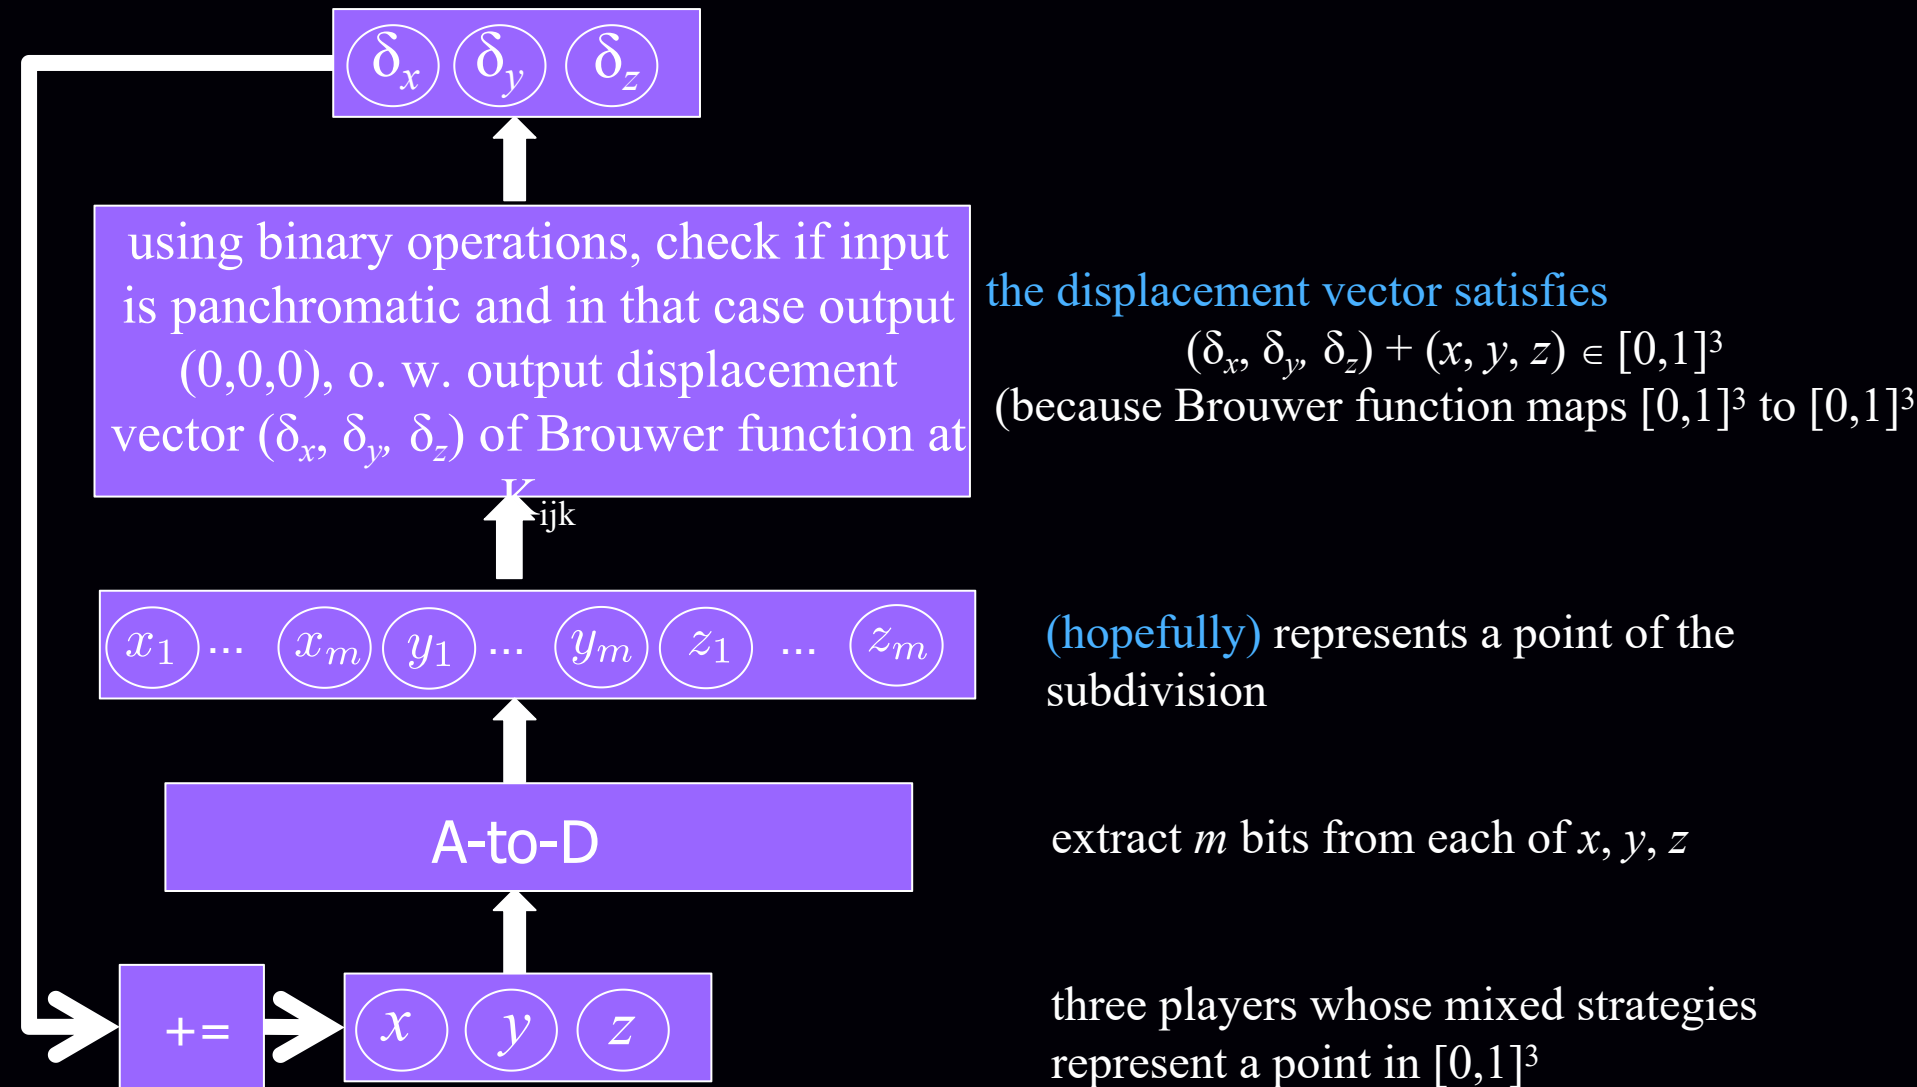 δx δy δz
using binary operations, check if input
is panchromatic and in that case output
(0,0,0), o. w. output displacement
vector (δx, δy, δz) of Brouwer function at
Kijk
the displacement vector satisfies
(δx, δy, δz) + (x, y, z) ∈ [0,1]³
(because Brouwer function maps [0,1]³ to [0,1]³
x1 ... xm y1 ... ym z1 ... zm
(hopefully) represents a point of the
subdivision
A-to-D
extract m bits from each of x, y, z
+= x y z
three players whose mixed strategies
represent a point in [0,1]³